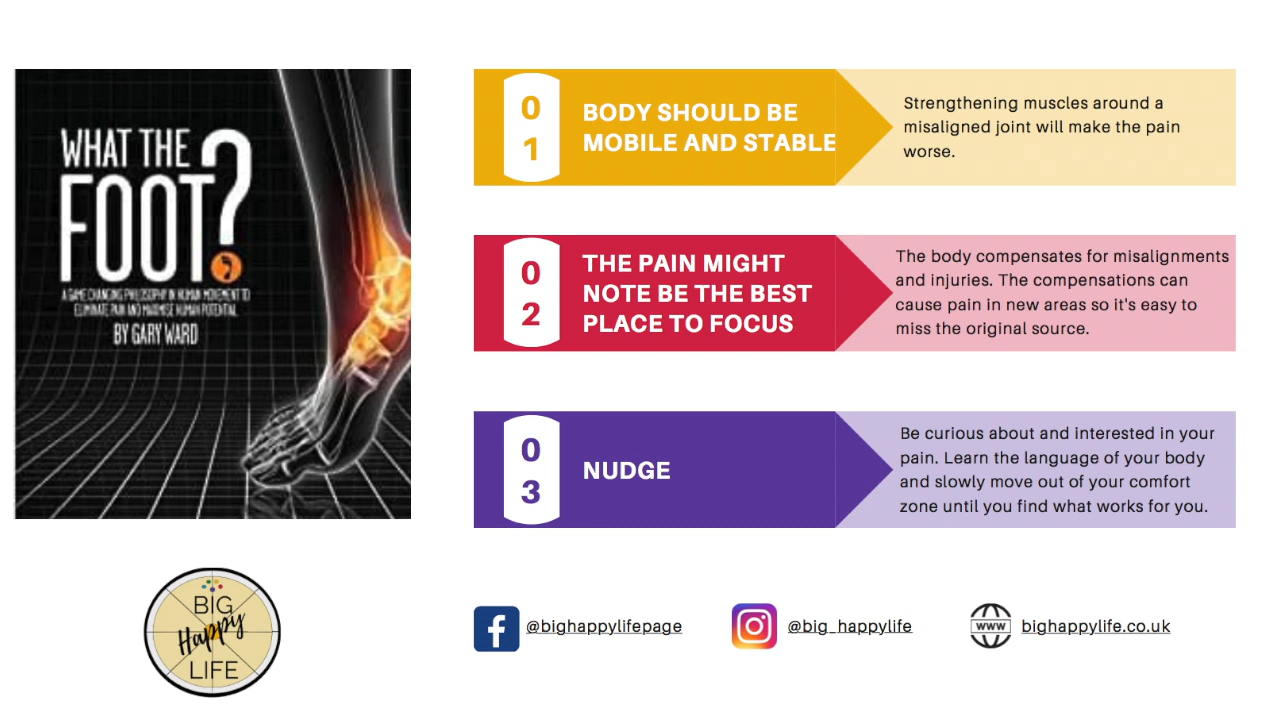 WHAT THE
FOOT?
A GAME CHANGING PHILOSOPHY IN HUMAN MOVEMENT TO
ELIMINATE PAIN AND MAXIMISE HUMAN POTENTIAL
BY GARY WARD
0
1
BODY SHOULD BE
MOBILE AND STABLE
Strengthening muscles around a
misaligned joint will make the pain
worse.
0
2
THE PAIN MIGHT
NOTE BE THE BEST
PLACE TO FOCUS
The body compensates for misalignments
and injuries. The compensations can
cause pain in new areas so it's easy to
miss the original source.
0
3
NUDGE
Be curious about and interested in your
pain. Learn the language of your body
and slowly move out of your comfort
zone until you find what works for you.
BIG
Happy
LIFE
@bighappylifepage
@big_happylife
www
bighappylife.co.uk